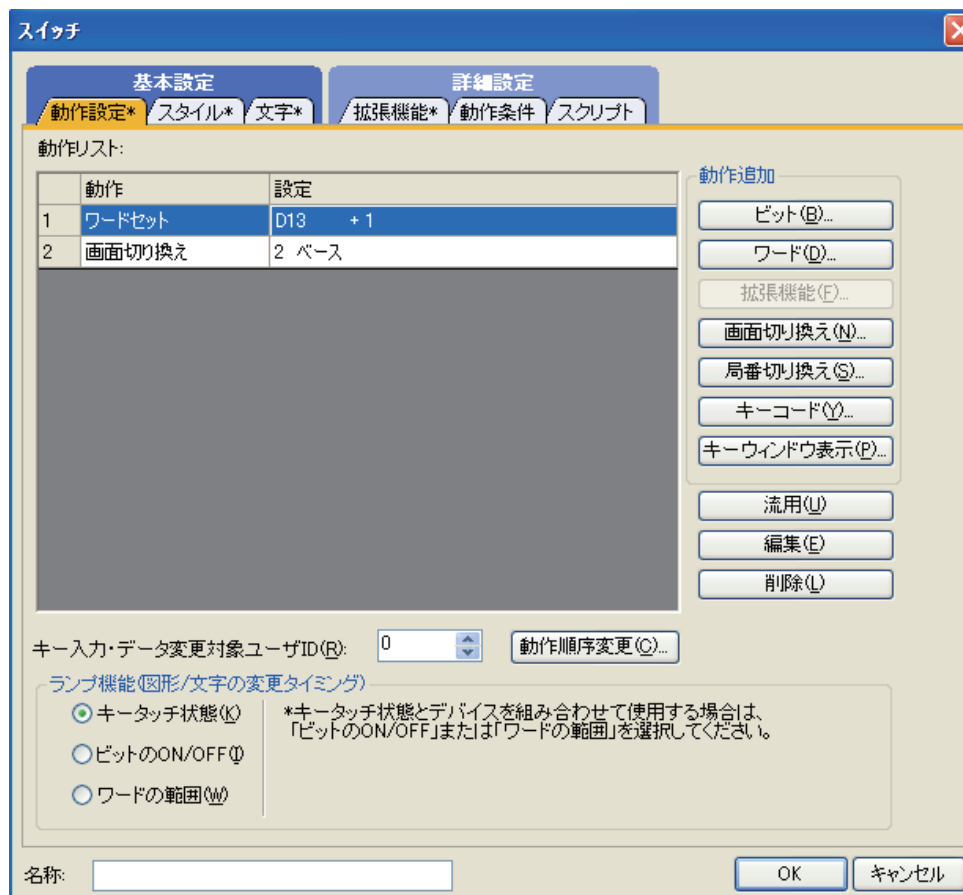 スイッチ
基本設定
詳細設定
動作設定*
スタイル*
文字*
拡張機能*
動作条件
スクリプト
動作リスト:
動作 設定
1 ワードセット D13 + 1
2 画面切り換え 2 ベース
動作追加
ビット(B)...
ワード(D)...
拡張機能(F)...
画面切り換え(N)...
局番切り換え(S)...
キーコード(Y)...
キーウィンドウ表示(P)...
流用(U)
編集(E)
削除(L)
キー入力・データ変更対象ユーザID(R):
0
動作順序変更(C)...
ランプ機能(図形/文字の変更タイミング)
キータッチ状態(K)
ビットのON/OFF(I)
ワードの範囲(W)
*キータッチ状態とデバイスを組み合わせて使用する場合は、
「ビットのON/OFF」または「ワードの範囲」を選択してください。
名称:
OK
キャンセル